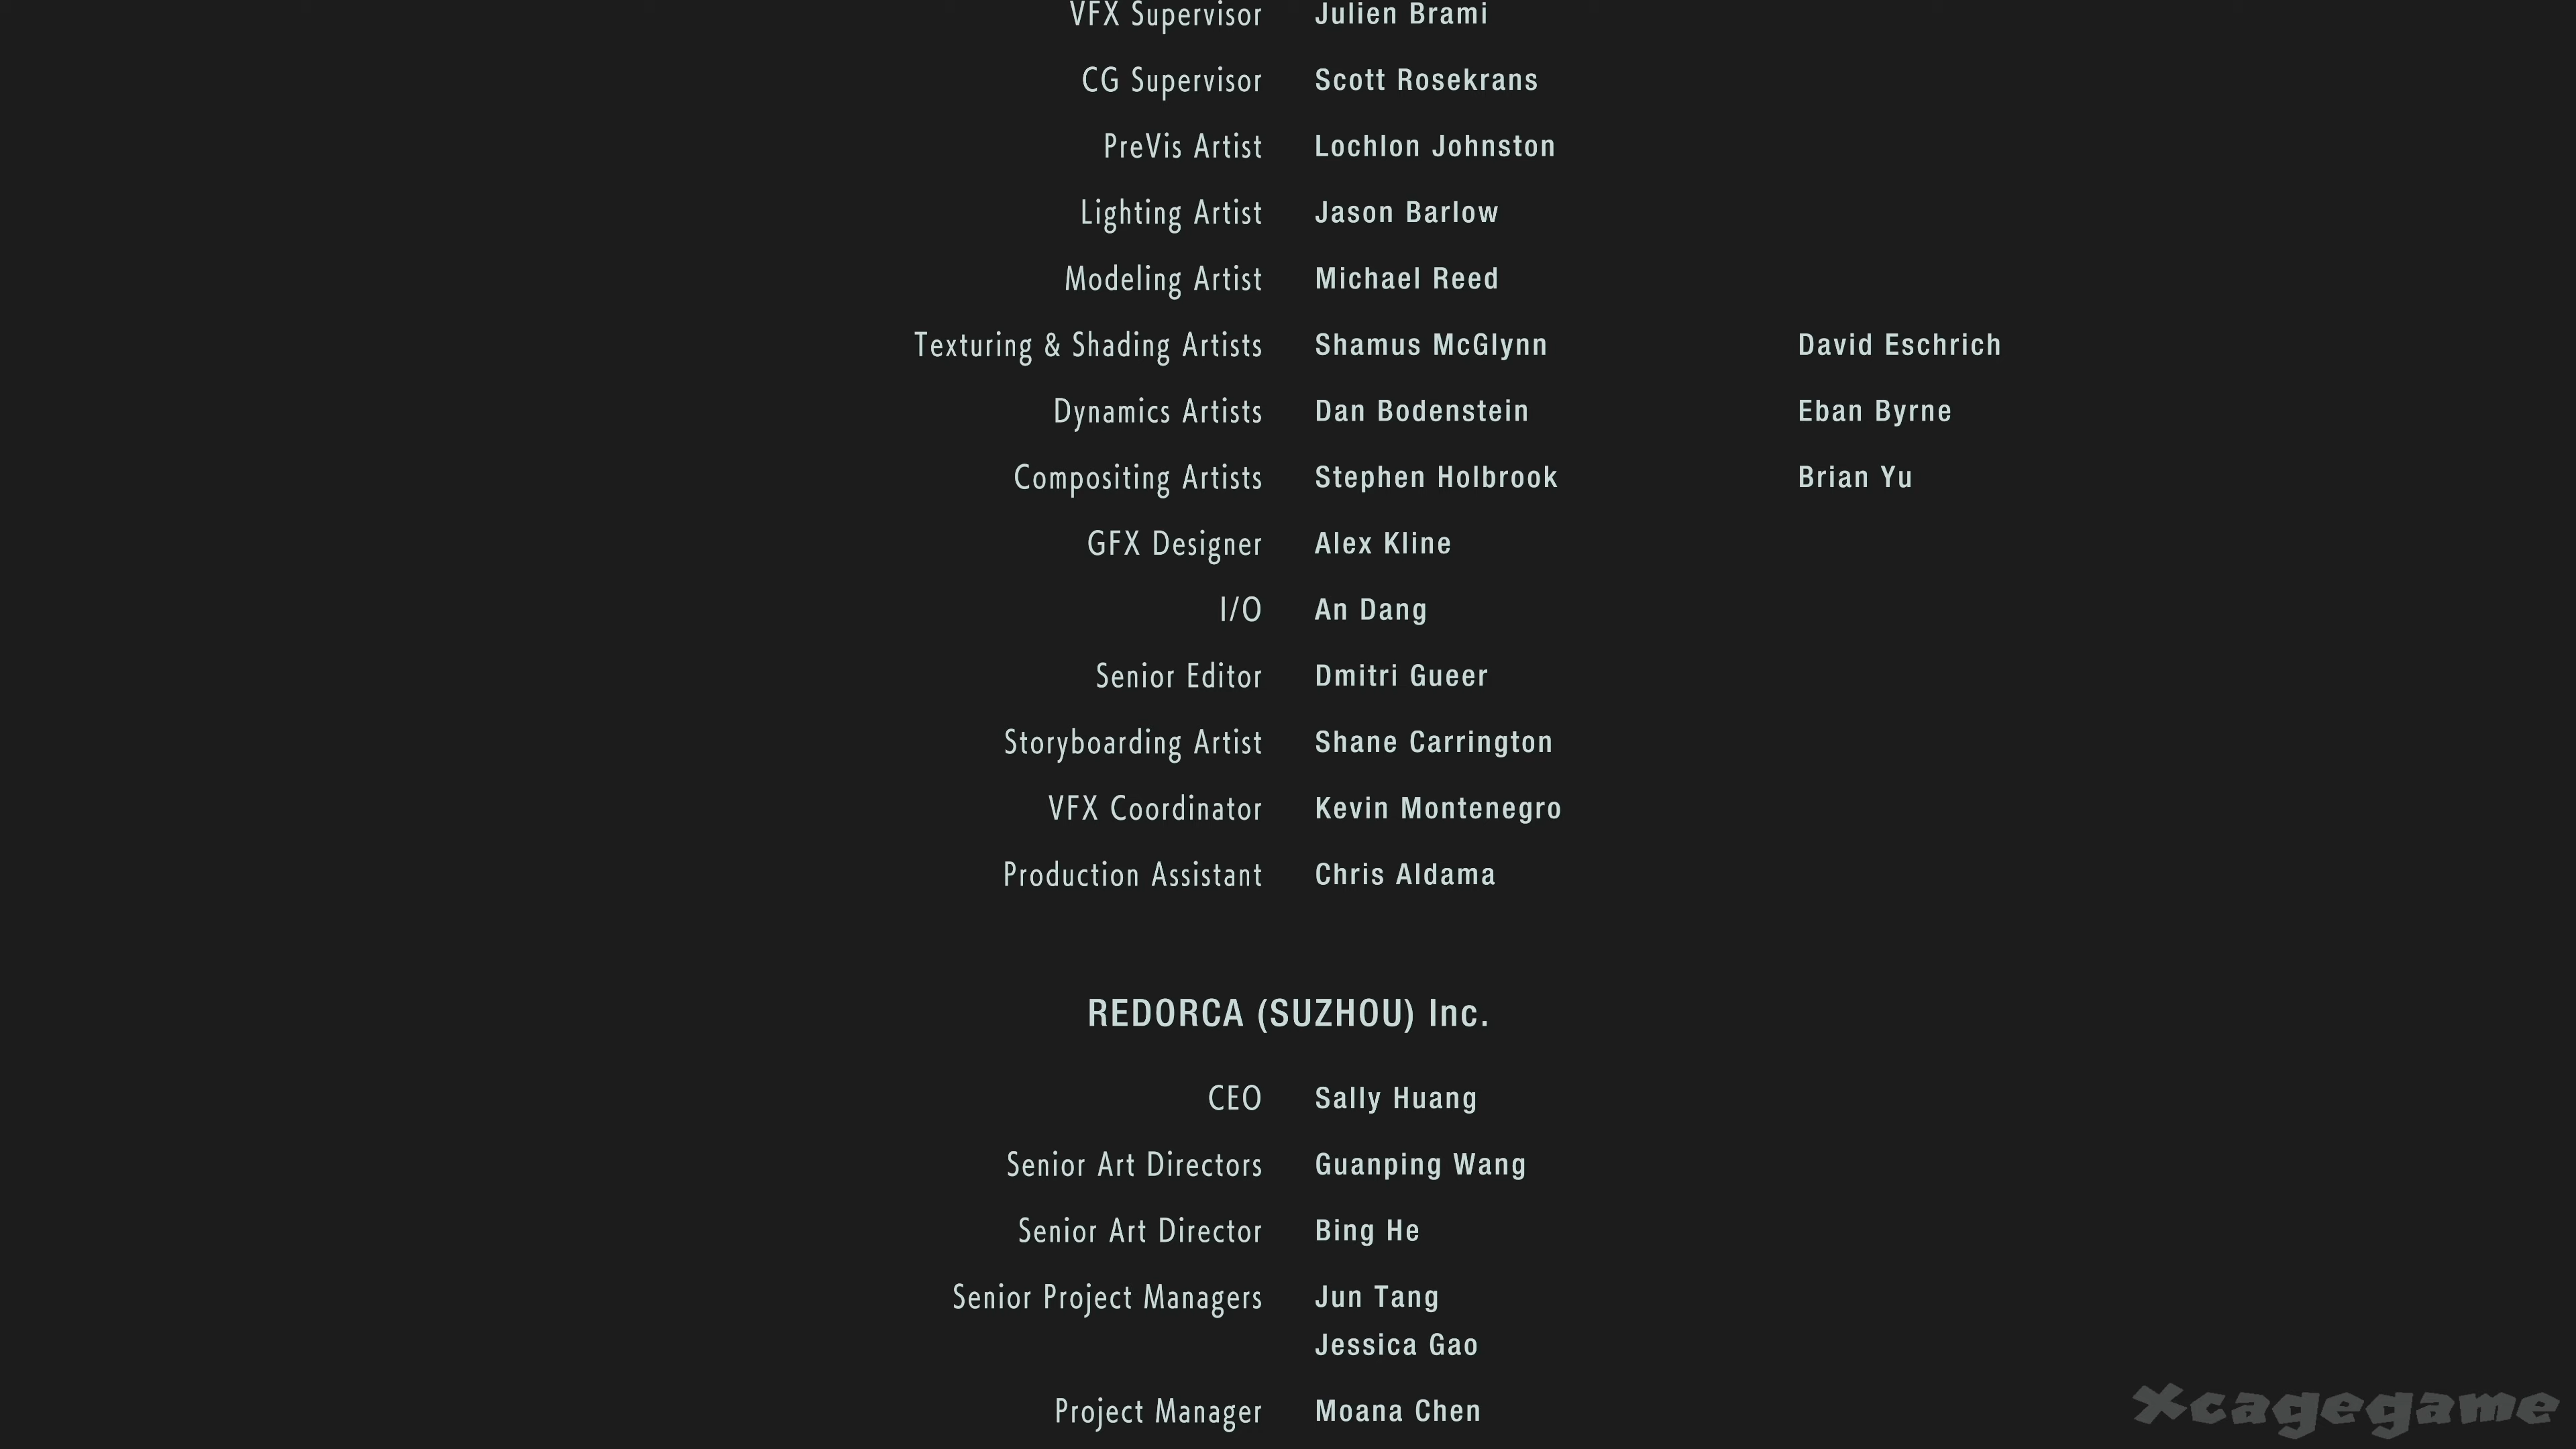 VFX Supervisor Julien Brami
CG Supervisor Scott Rosekrans
PreVis Artist Lochlon Johnston
Lighting Artist Jason Barlow
Modeling Artist Michael Reed
Texturing & Shading Artists Shamus McGlynn David Eschrich
Dynamics Artists Dan Bodenstein Eban Byrne
Compositing Artists Stephen Holbrook Brian Yu
GFX Designer Alex Kline
I/O An Dang
Senior Editor Dmitri Gueer
Storyboarding Artist Shane Carrington
VFX Coordinator Kevin Montenegro
Production Assistant Chris Aldama
REDORCA (SUZHOU) Inc.
CEO Sally Huang
Senior Art Directors Guanping Wang
Senior Art Director Bing He
Senior Project Managers Jun Tang
Jessica Gao
Project Manager Moana Chen
Xcagegame